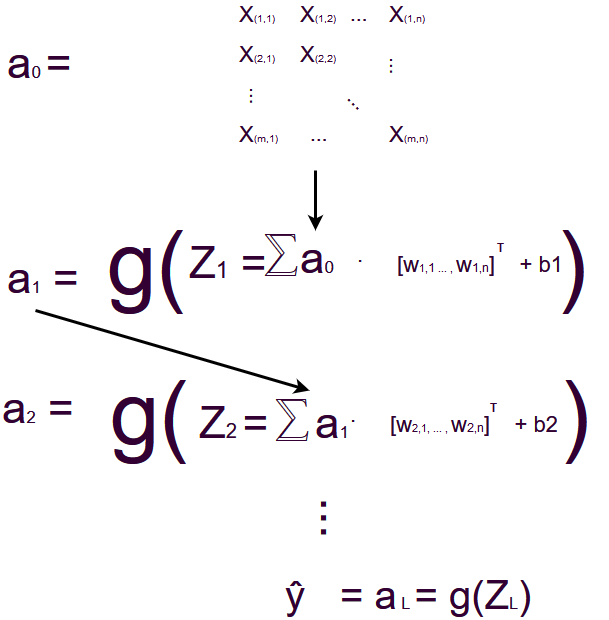 X(1,1) X(1,2) ... X(1,n)
a0 =
X(2,1) X(2,2) ⋮
⋮ ⋱
X(m,1) ... X(m,n)
a1 = g( Z1 = ∑ a0 · [w1,1 ... , w1,n]T + b1 )
a2 = g( Z2 = ∑ a1 · [w2,1, ... , w2,n]T + b2 )
⋮
ŷ = aL = g(ZL)